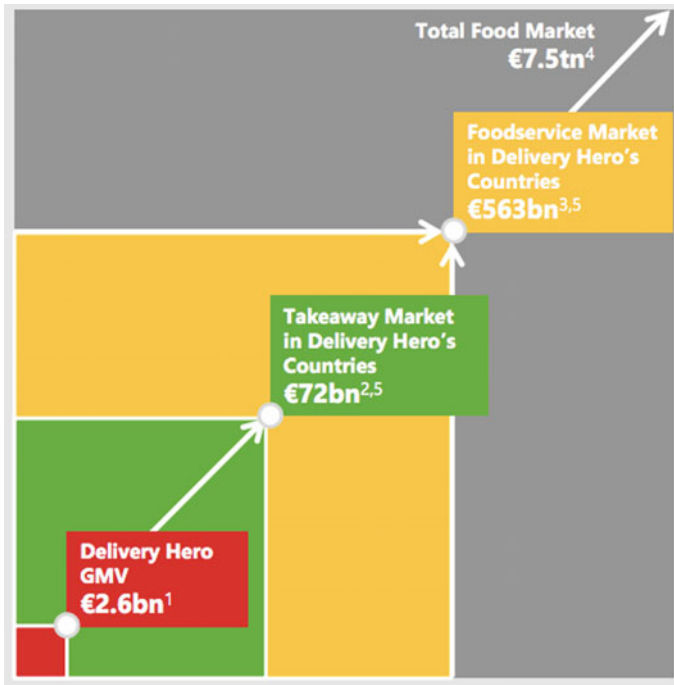 Total Food Market
€7.5tn4
Foodservice Market
in Delivery Hero's
Countries
€563bn3,5
Takeaway Market
in Delivery Hero's
Countries
€72bn2,5
Delivery Hero
GMV
€2.6bn1